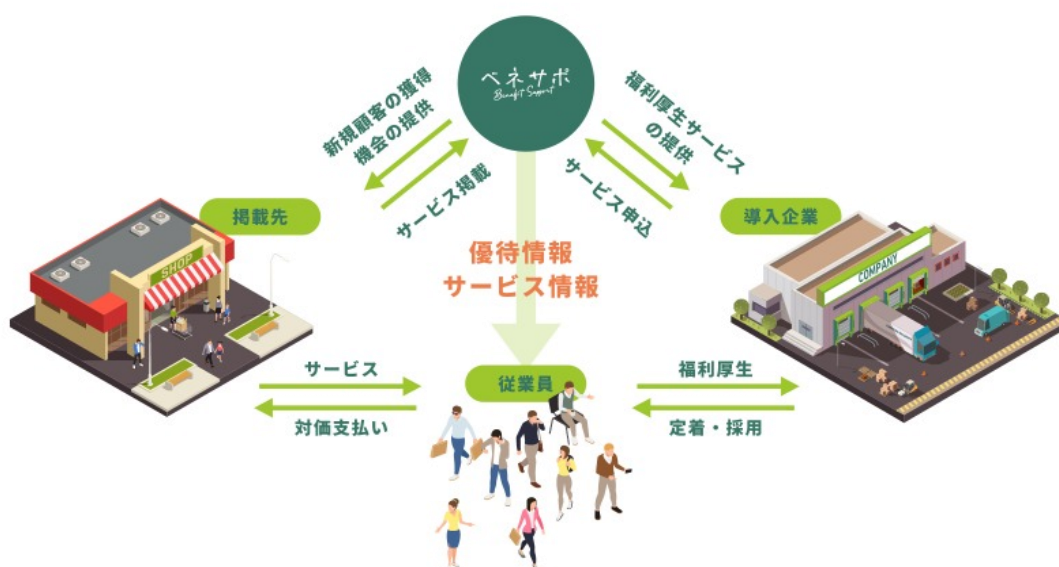 ベネサポ
Benefit Support
新規顧客の獲得
機会の提供
サービス掲載
福利厚生サービス
の提供
サービス申込
掲載先
導入企業
優待情報
サービス情報
SHOP
COMPANY
サービス
対価支払い
従業員
福利厚生
定着・採用